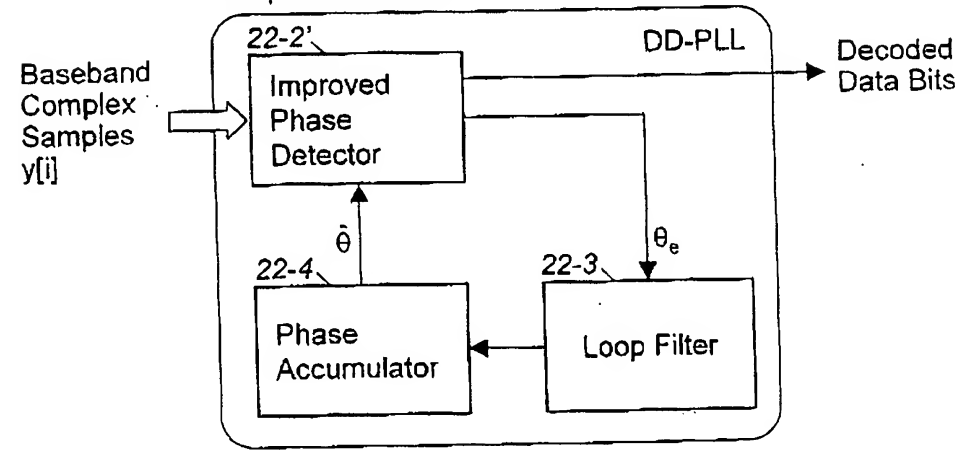 22-2'
DD-PLL
Baseband
Complex
Samples
y[i]
Improved
Phase
Detector
Decoded
Data Bits
θ̂
θe
22-4
22-3
Phase
Accumulator
Loop Filter